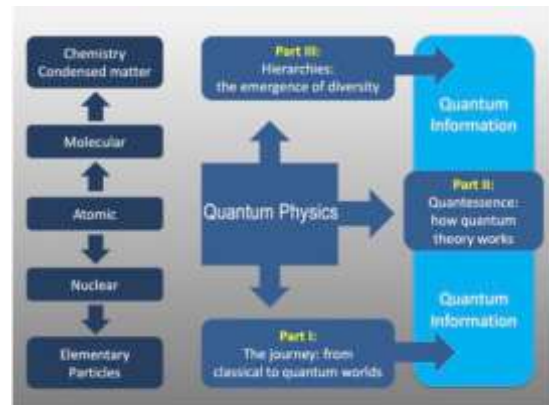 Chemistry
Condensed matter
Molecular
Atomic
Nuclear
Elementary
Particles
Part III:
Hierarchies:
the emergence of diversity
Quantum Physics
Part I:
The journey: from
classical to quantum worlds
Quantum
Information
Part II:
Quantessence:
how quantum
theory works
Quantum
Information